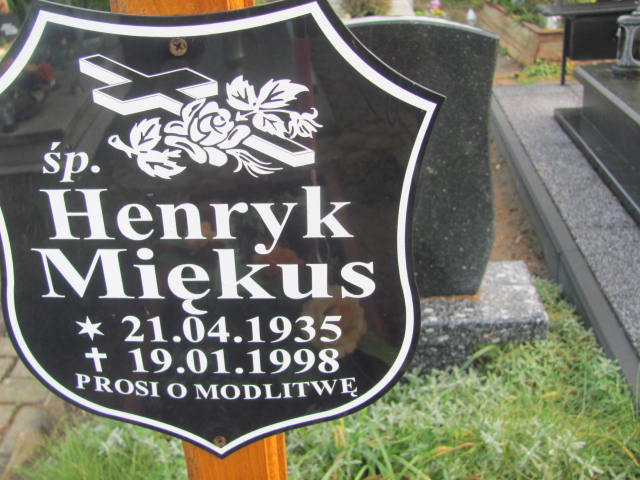 śp.
Henryk
Miękus
✶ 21.04.1935
✝ 19.01.1998
PROSI O MODLITWĘ